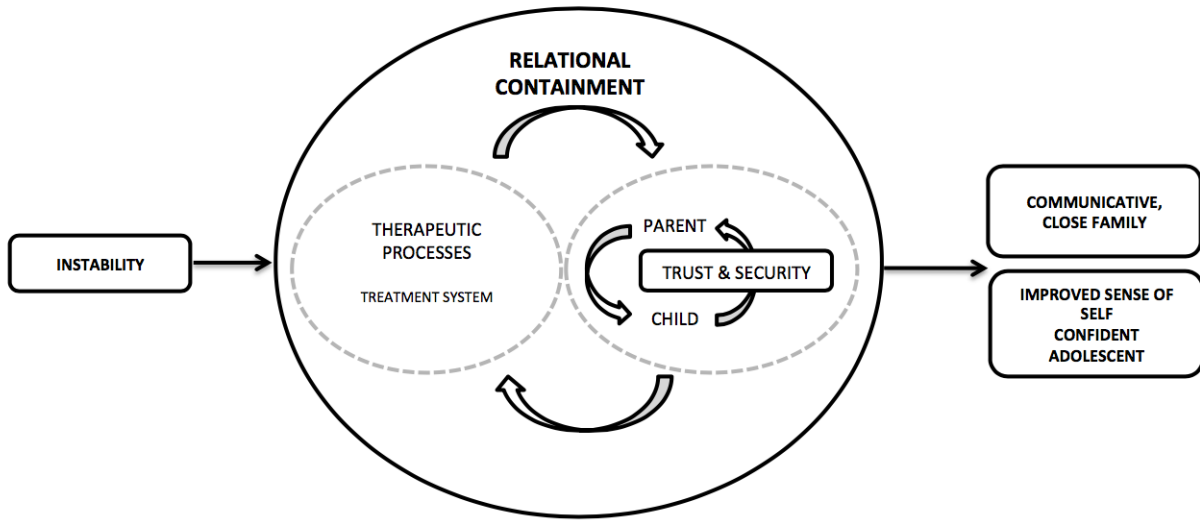 RELATIONAL
CONTAINMENT
INSTABILITY
THERAPEUTIC
PROCESSES
TREATMENT SYSTEM
PARENT
TRUST & SECURITY
CHILD
COMMUNICATIVE,
CLOSE FAMILY
IMPROVED SENSE OF
SELF
CONFIDENT
ADOLESCENT